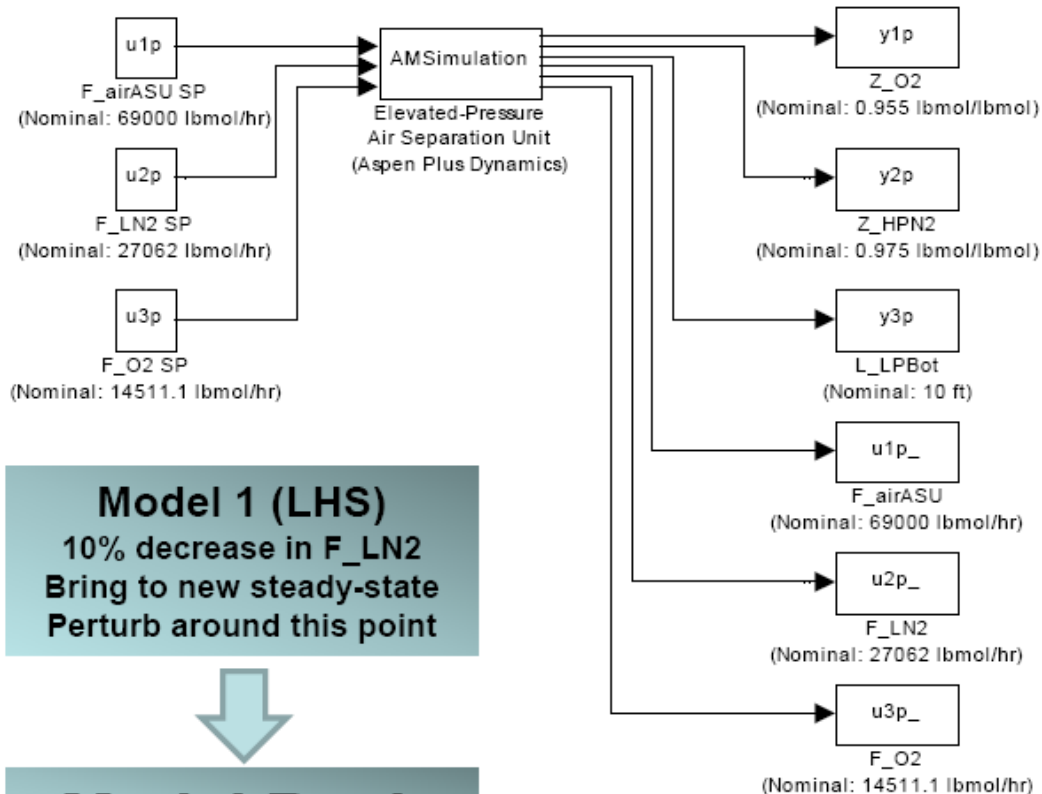 u1p
F_airASU SP
(Nominal: 69000 lbmol/hr)
u2p
F_LN2 SP
(Nominal: 27062 lbmol/hr)
u3p
F_O2 SP
(Nominal: 14511.1 lbmol/hr)
AMSimulation
Elevated-Pressure
Air Separation Unit
(Aspen Plus Dynamics)
y1p
Z_O2
(Nominal: 0.955 lbmol/lbmol)
y2p
Z_HPN2
(Nominal: 0.975 lbmol/lbmol)
y3p
L_LPBot
(Nominal: 10 ft)
u1p_
F_airASU
(Nominal: 69000 lbmol/hr)
u2p_
F_LN2
(Nominal: 27062 lbmol/hr)
u3p_
F_O2
(Nominal: 14511.1 lbmol/hr)
Model 1 (LHS)
10% decrease in F_LN2
Bring to new steady-state
Perturb around this point